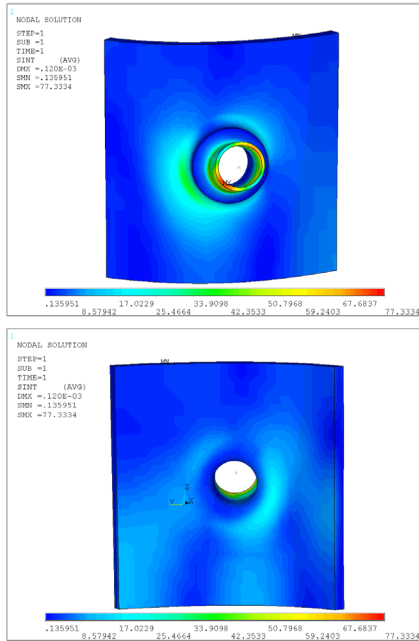 1
NODAL SOLUTION
STEP=1
SUB =1
TIME=1
SINT (AVG)
DMX =.120E-03
SMN =.135951
SMX =77.3334
MN
MX
.135951 17.0229 33.9098 50.7968 67.6837
8.57942 25.4664 42.3533 59.2403 77.3334
1
NODAL SOLUTION
STEP=1
SUB =1
TIME=1
SINT (AVG)
DMX =.120E-03
SMN =.135951
SMX =77.3334
MN
Y
.135951 17.0229 33.9098 50.7968 67.6837
8.57942 25.4664 42.3533 59.2403 77.3334